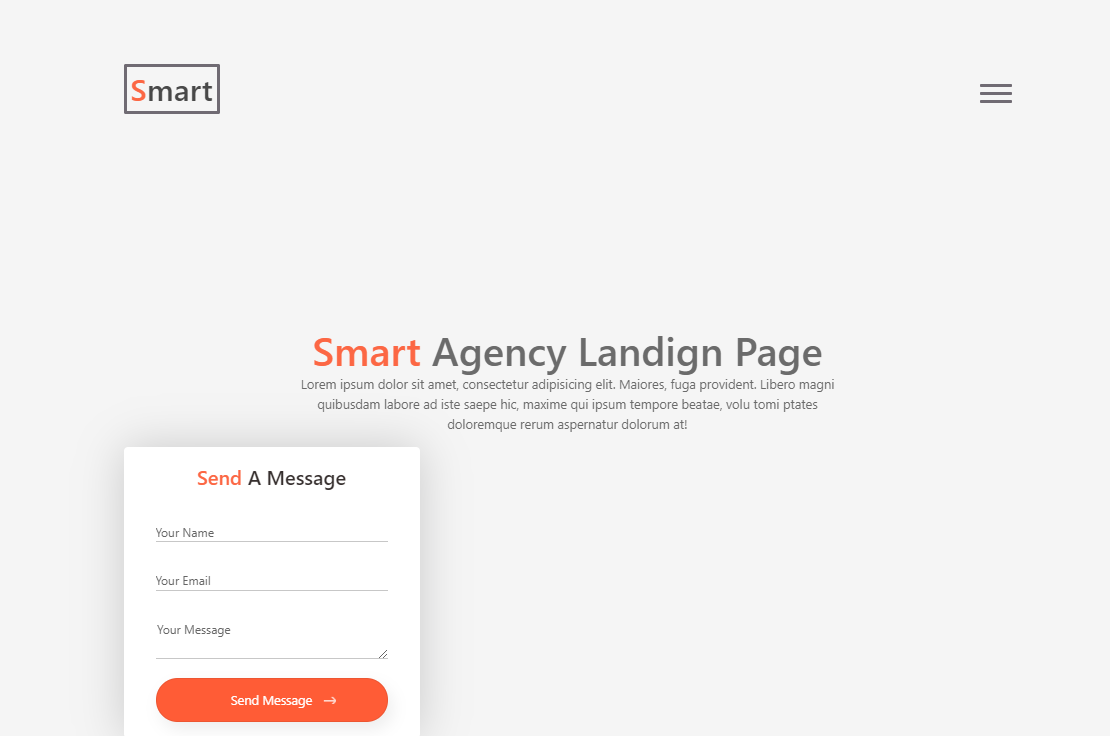 Smart
Smart Agency Landign Page
Lorem ipsum dolor sit amet, consectetur adipisicing elit. Maiores, fuga provident. Libero magni
quibusdam labore ad iste saepe hic, maxime qui ipsum tempore beatae, volu tomi ptates
doloremque rerum aspernatur dolorum at!
Send A Message
Your Name
Your Email
Your Message
Send Message →